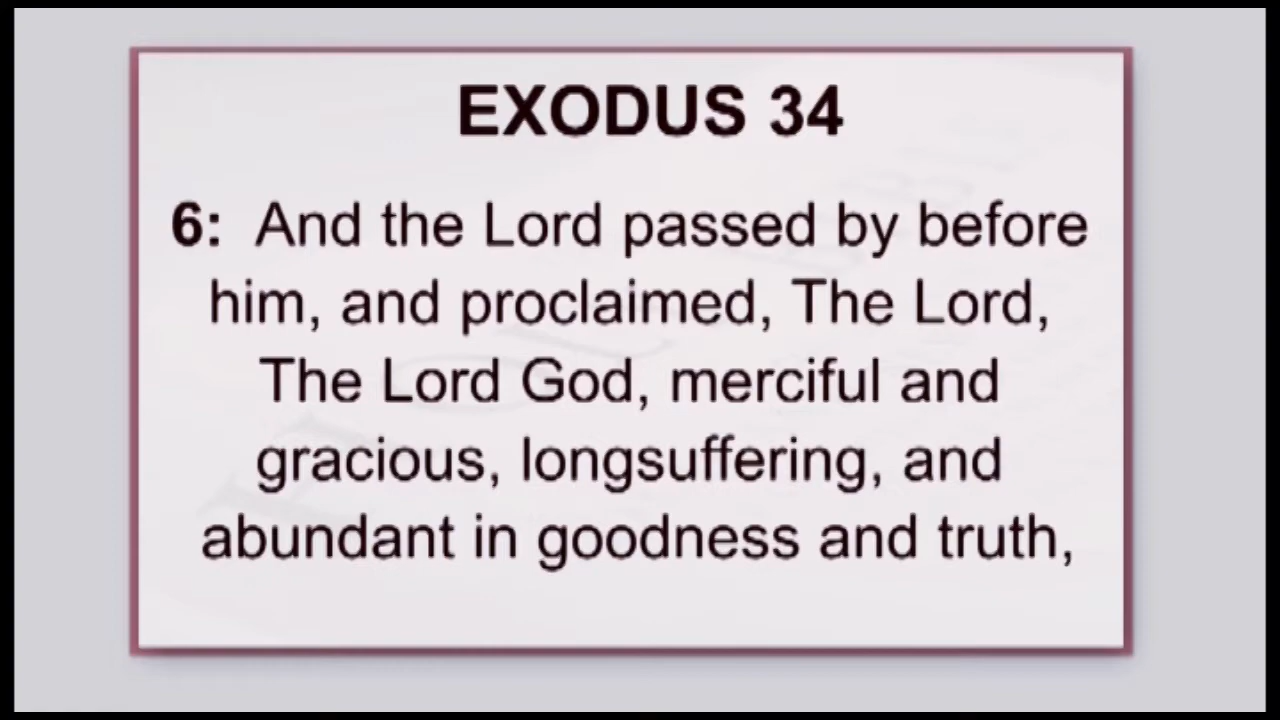 EXODUS 34
6: And the Lord passed by before
him, and proclaimed, The Lord,
The Lord God, merciful and
gracious, longsuffering, and
abundant in goodness and truth,